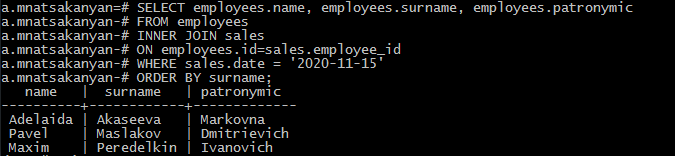 a.mnatsakanyan=# SELECT employees.name, employees.surname, employees.patronymic
a.mnatsakanyan-# FROM employees
a.mnatsakanyan-# INNER JOIN sales
a.mnatsakanyan-# ON employees.id=sales.employee_id
a.mnatsakanyan-# WHERE sales.date = '2020-11-15'
a.mnatsakanyan-# ORDER BY surname;
   name   |  surname   | patronymic
----------+------------+-------------
 Adelaida | Akaseeva   | Markovna
 Pavel    | Maslakov   | Dmitrievich
 Maxim    | Peredelkin | Ivanovich